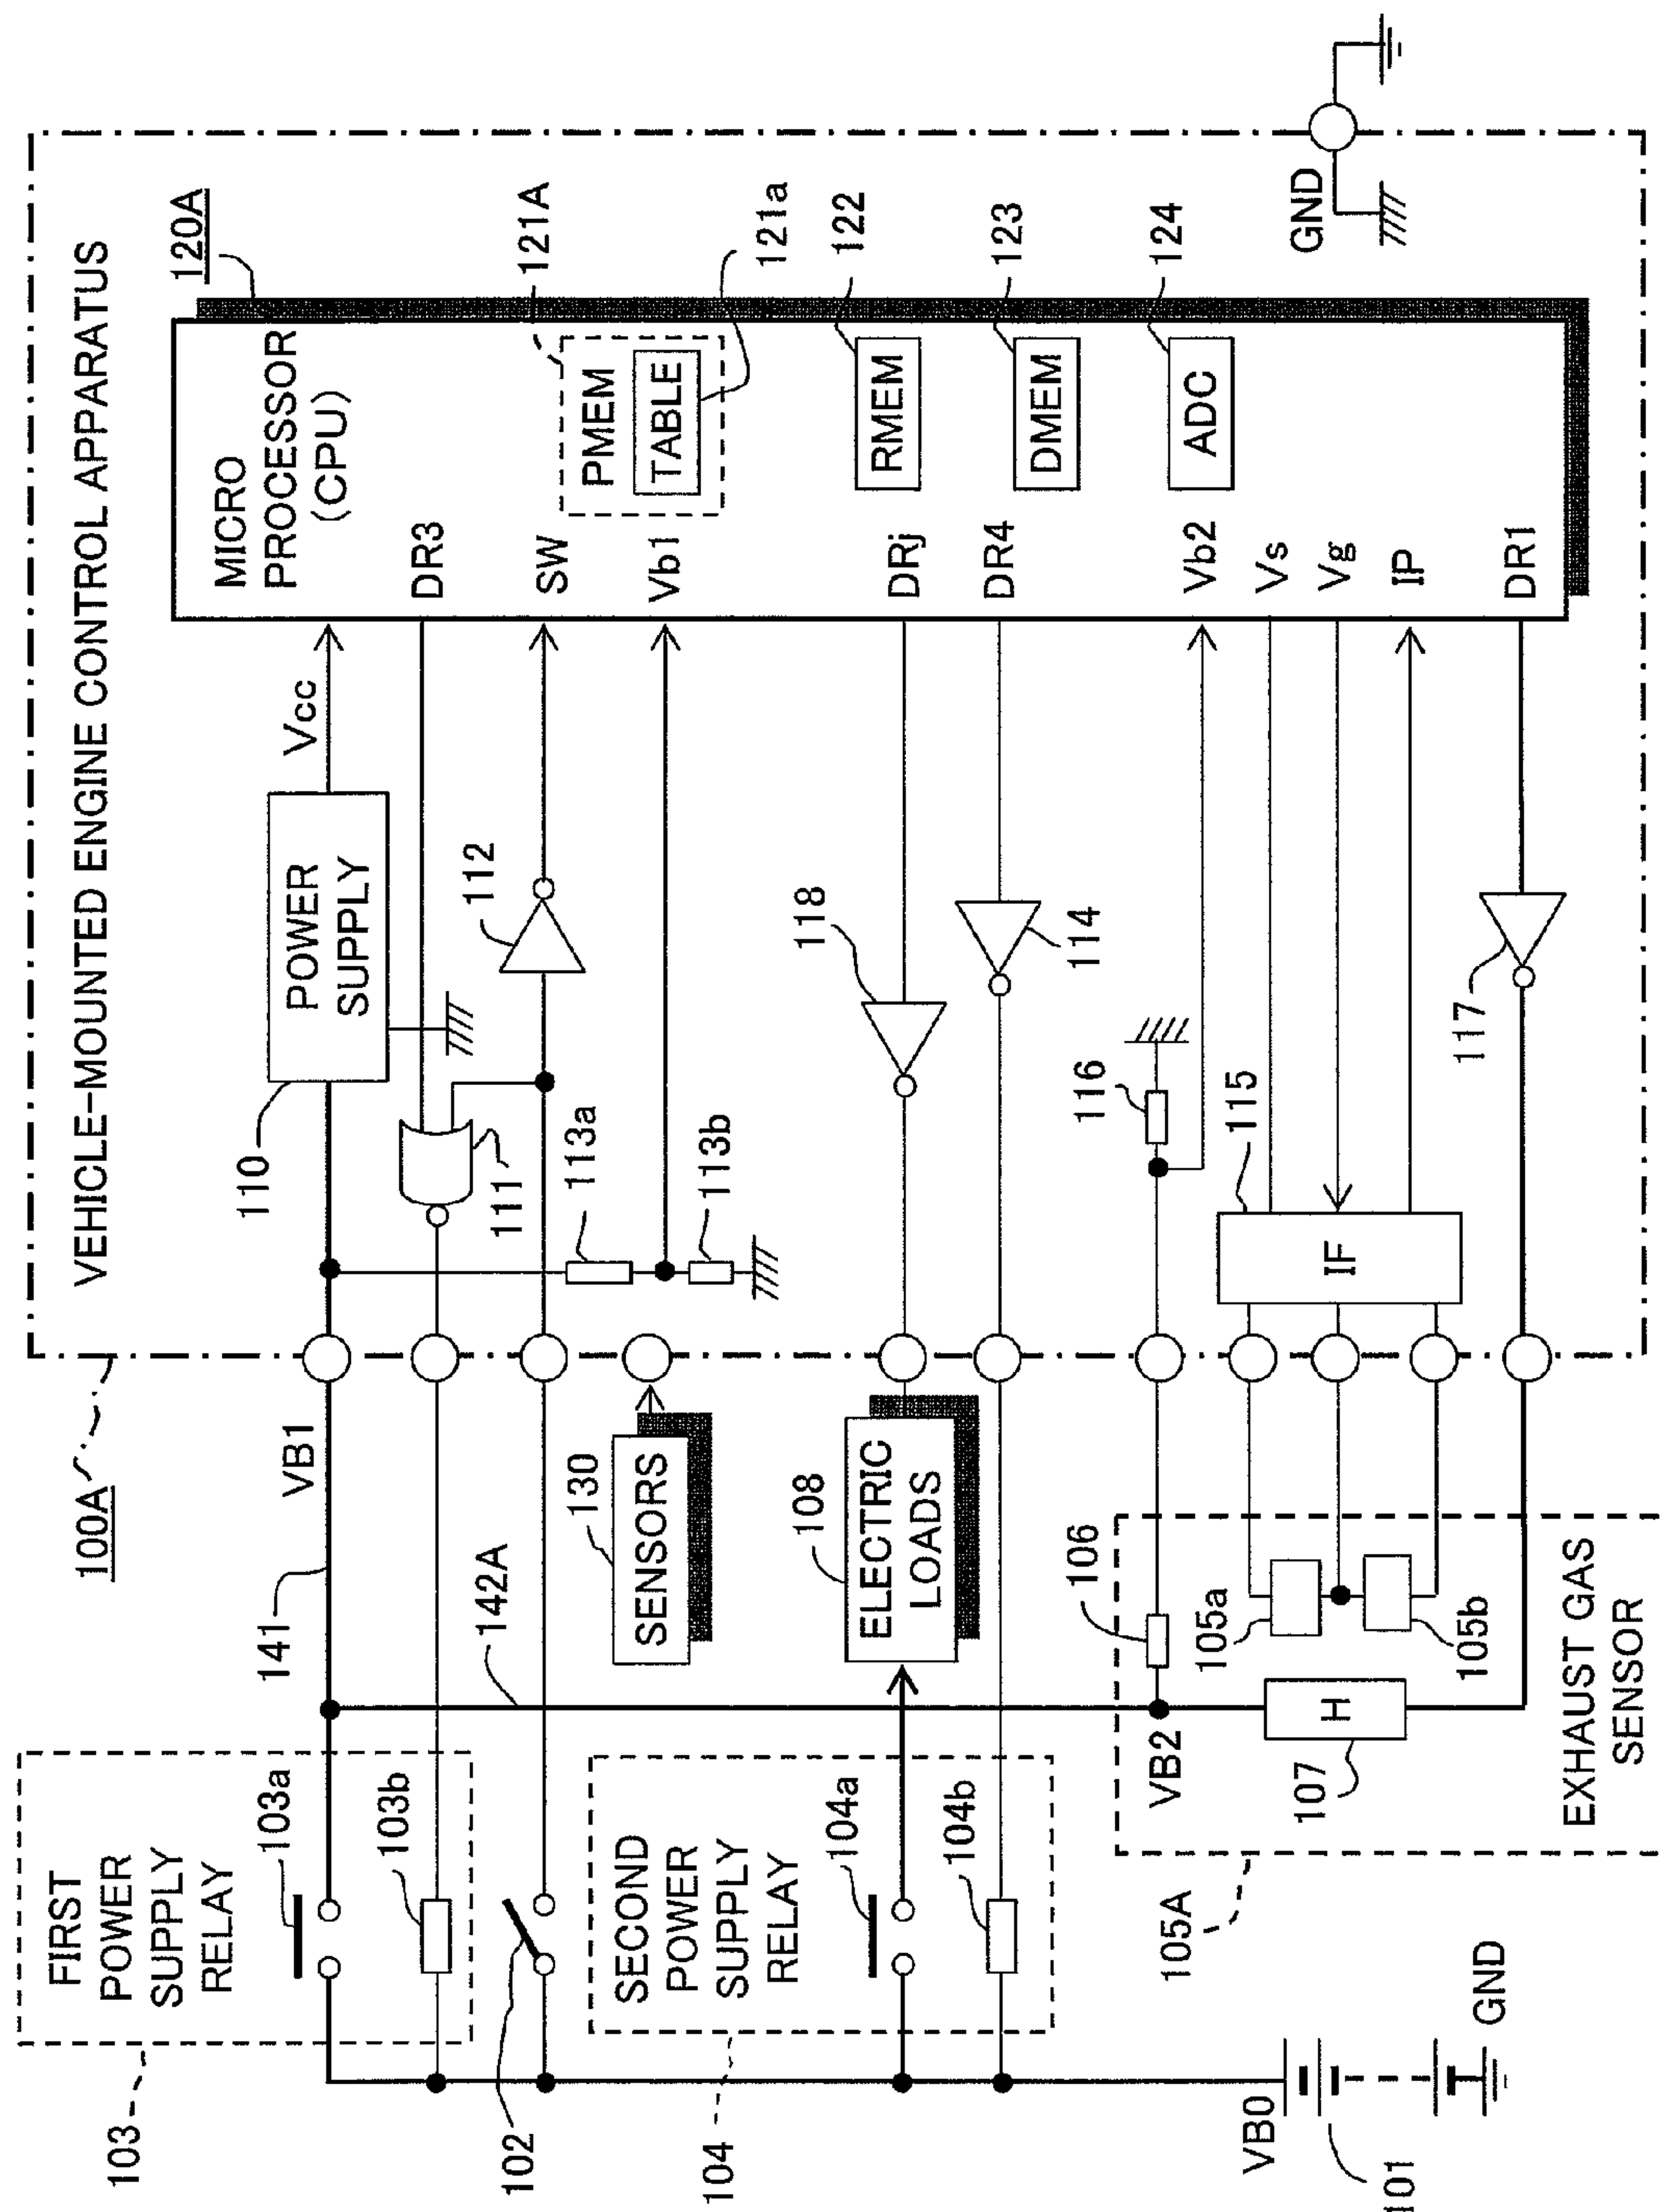 VEHICLE-MOUNTED ENGINE CONTROL APPARATUS
100A
120A
MICRO
PROCESSOR
(CPU)
121A
PMEM
TABLE
121a
RMEM
122
DMEM
123
ADC
124
GND
DR3
SW
Vb1
DRj
DR4
Vb2
Vs
Vg
IP
DR1
Vcc
POWER
SUPPLY
110
111
112
113a
113b
118
114
116
115
IF
117
VB1
141
142A
130
SENSORS
108
ELECTRIC
LOADS
106
105a
105b
VB2
H
107
EXHAUST GAS
SENSOR
105A
FIRST
POWER
SUPPLY
RELAY
103a
103b
103
102
SECOND
POWER
SUPPLY
RELAY
104a
104b
104
VB0
101
GND